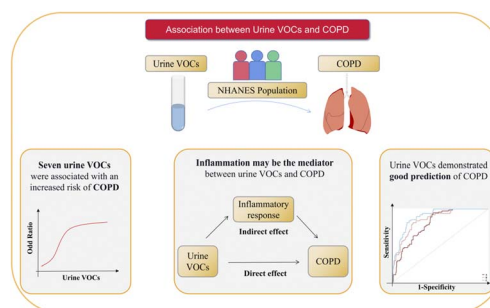 Association between Urine VOCs and COPD
Urine VOCs
COPD
NHANES Population
Seven urine VOCs
were associated with an
increased risk of COPD
Odd Ratio
Urine VOCs
Inflammation may be the mediator
between urine VOCs and COPD
Inflammatory
response
Indirect effect
Urine
VOCs
COPD
Direct effect
Urine VOCs demonstrated
good prediction of COPD
Sensitivity
1-Specificity